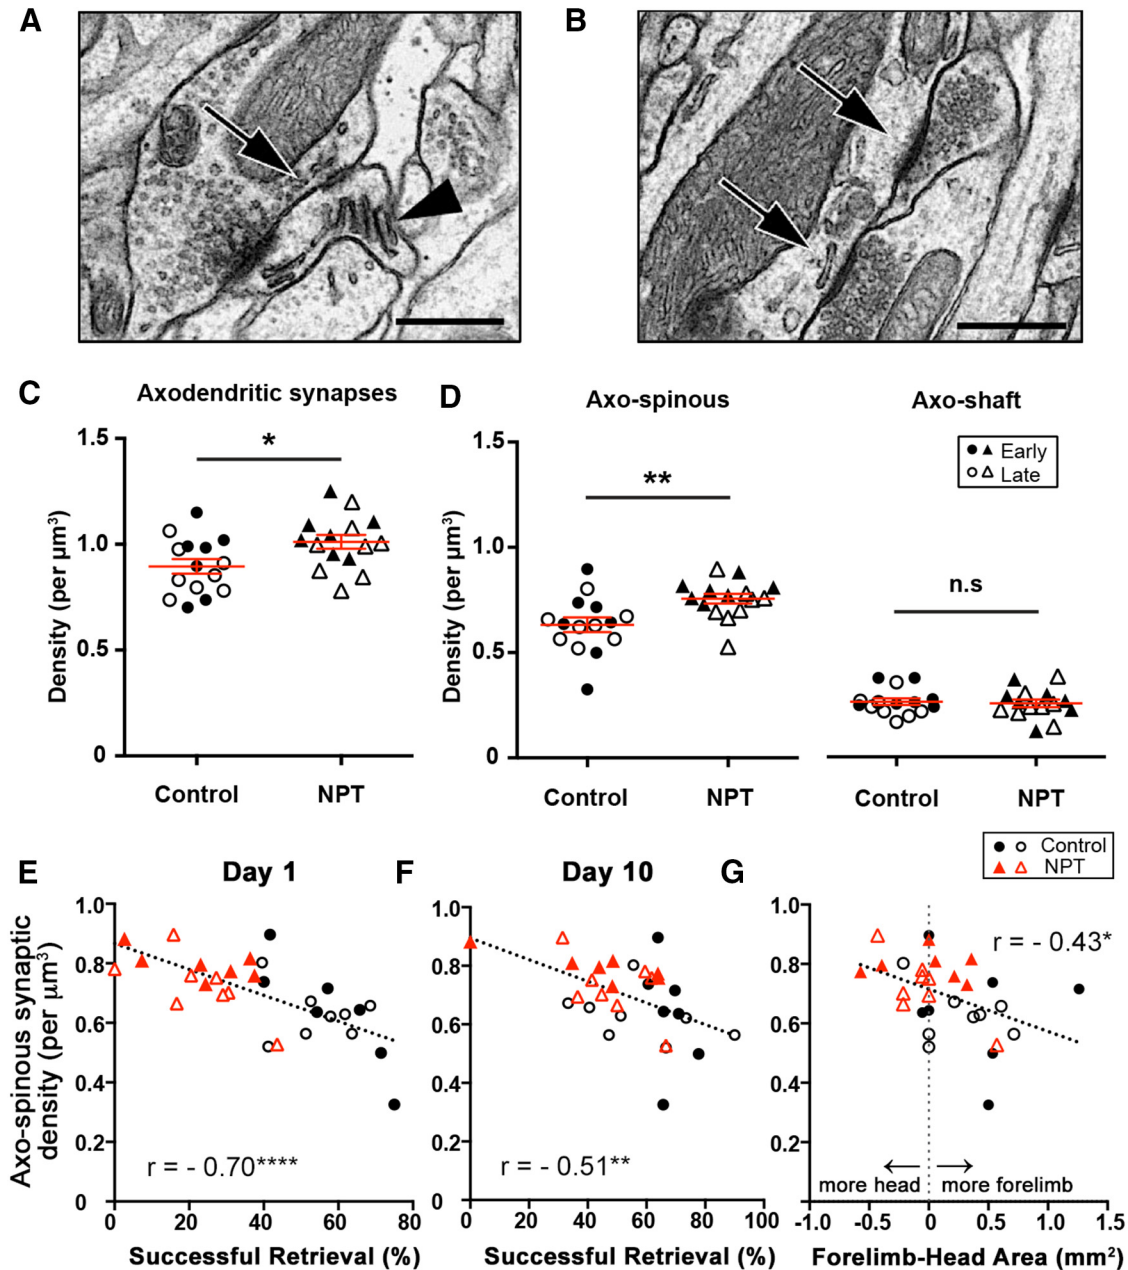 A
B
C
Axodendritic synapses
Density (per μm³)
1.5
1.0
0.5
0
*
Control
NPT
D
Axo-spinous
Axo-shaft
Early
Late
Density (per μm³)
1.5
1.0
0.5
0
**
n.s
Control
NPT
Control
NPT
Control
NPT
E
Day 1
Axo-spinous synaptic
density (per μm³)
1.0
0.8
0.6
0.4
0.2
0
r = - 0.70****
0
20
40
60
80
Successful Retrieval (%)
F
Day 10
1.0
0.8
0.6
0.4
0.2
0
r = - 0.51**
0
20
40
60
80
100
Successful Retrieval (%)
G
1.0
0.8
0.6
0.4
0.2
r = - 0.43*
← →
more head more forelimb
-1.0
-0.5
0
0.5
1.0
1.5
Forelimb-Head Area (mm²)